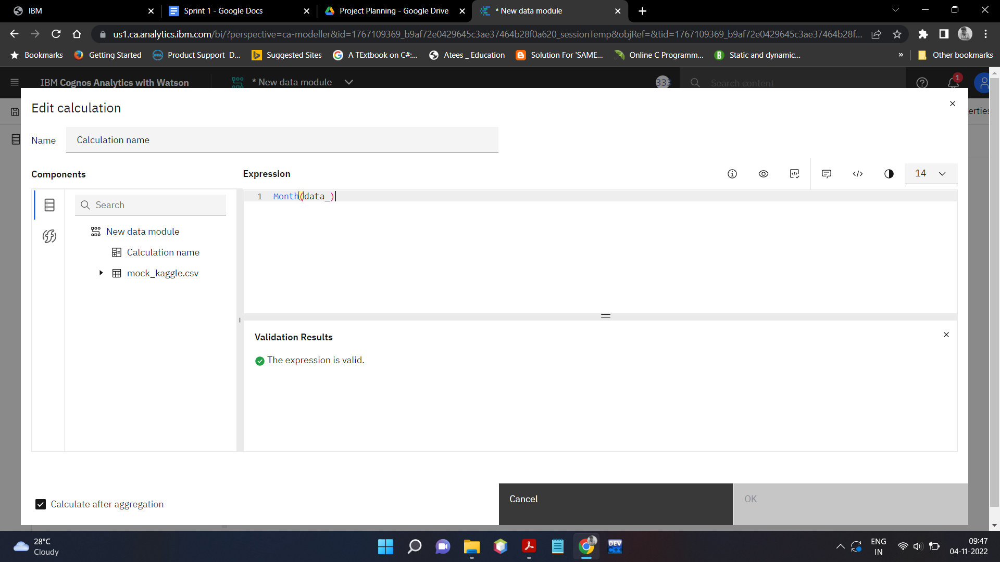 IBM
Sprint 1 - Google Docs
Project Planning - Google Drive
* New data module
us1.ca.analytics.ibm.com/bi/?perspective=ca-modeller&id=1767109369_b9af72e0429645c3ae37464b28f0a620_sessionTemp&objRef=&tid=1767109369_b9af72e0429645c3ae37464b28f...
Bookmarks
Getting Started
Product Support D...
Suggested Sites
A TExtbook on C#:...
Atees _ Education
Solution For 'SAME...
Online C Programm...
Static and dynamic...
»
Other bookmarks
IBM Cognos Analytics with Watson
* New data module
333
Search content
1
Edit calculation
erties
Name
Calculation name
Components
Expression
14
Search
1 Month(data_)
New data module
Calculation name
mock_kaggle.csv
Validation Results
The expression is valid.
Calculate after aggregation
Cancel
OK
28°C
Cloudy
DEV
ENG
IN
09:47
04-11-2022